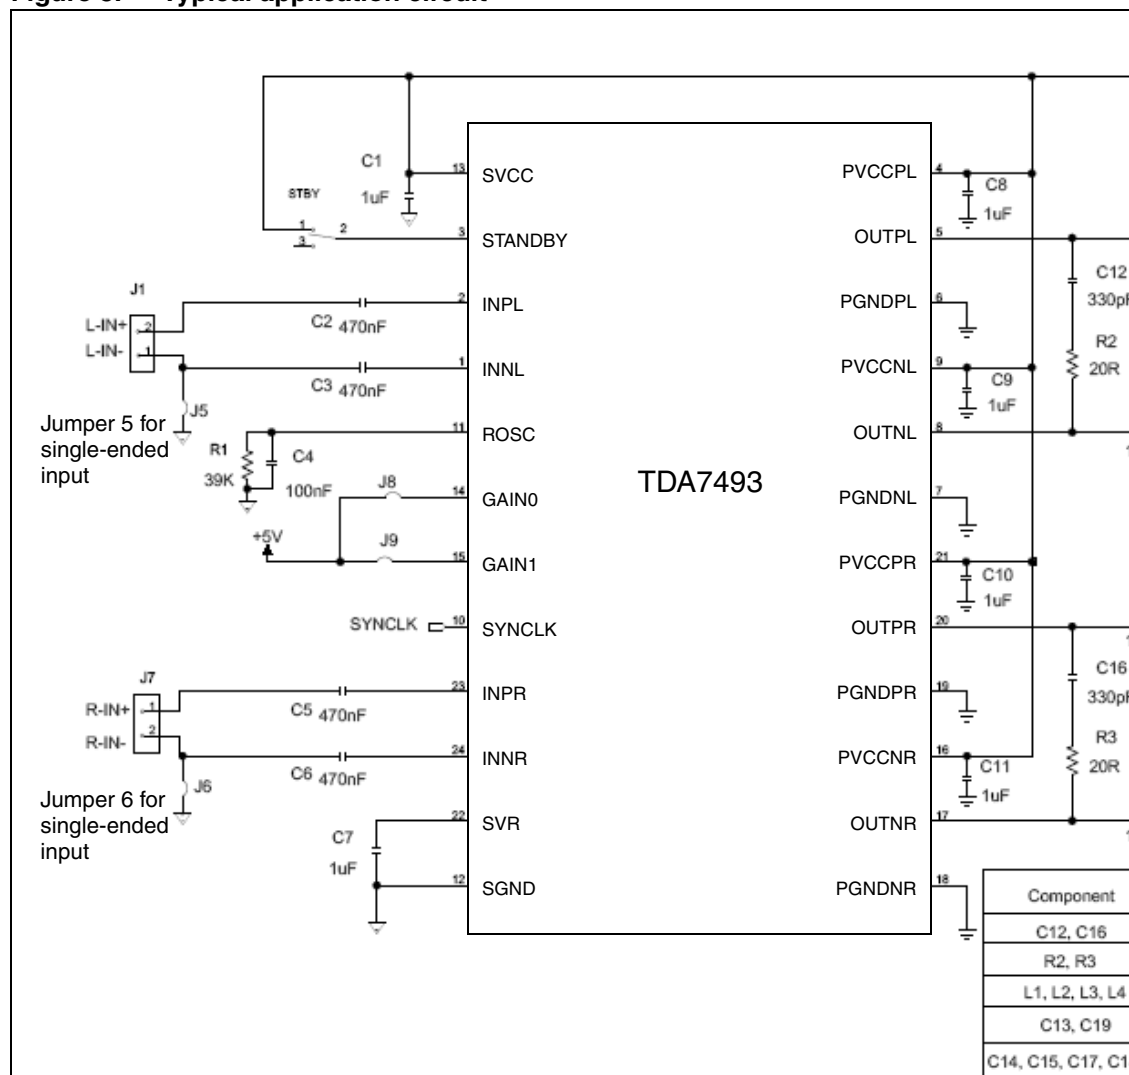 C1
1uF
STBY
1
2
3
13
SVCC
3
STANDBY
J1
L-IN+
2
L-IN-
1
C2 470nF
2
INPL
C3 470nF
1
INNL
J5
Jumper 5 for
single-ended
input
R1
39K
C4
100nF
11
ROSC
J8
14
GAIN0
+5V
J9
15
GAIN1
SYNCLK
10
SYNCLK
J7
R-IN+
1
R-IN-
2
C5 470nF
23
INPR
C6 470nF
24
INNR
J6
Jumper 6 for
single-ended
input
C7
1uF
22
SVR
12
SGND
TDA7493
PVCCPL
4
C8
1uF
OUTPL
5
C12
330pF
R2
20R
PGNDPL
6
PVCCNL
9
C9
1uF
OUTNL
8
PGNDNL
7
PVCCPR
21
C10
1uF
OUTPR
20
C16
330pF
R3
20R
PGNDPR
19
PVCCNR
16
C11
1uF
OUTNR
17
PGNDNR
18
Component
C12, C16
R2, R3
L1, L2, L3, L4
C13, C19
C14, C15, C17,